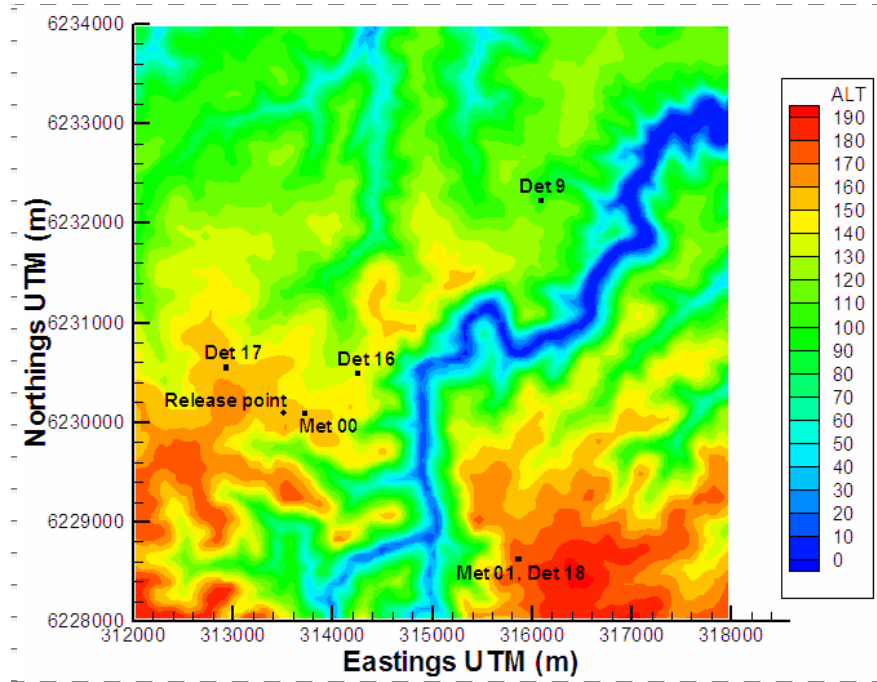 6234000
6233000
6232000
6231000
6230000
6229000
6228000
Northings UTM (m)
312000 313000 314000 315000 316000 317000 318000
Eastings UTM (m)
Det 9
Det 17
Det 16
Release point
Met 00
Met 01, Det 18
ALT
190
180
170
160
150
140
130
120
110
100
90
80
70
60
50
40
30
20
10
0